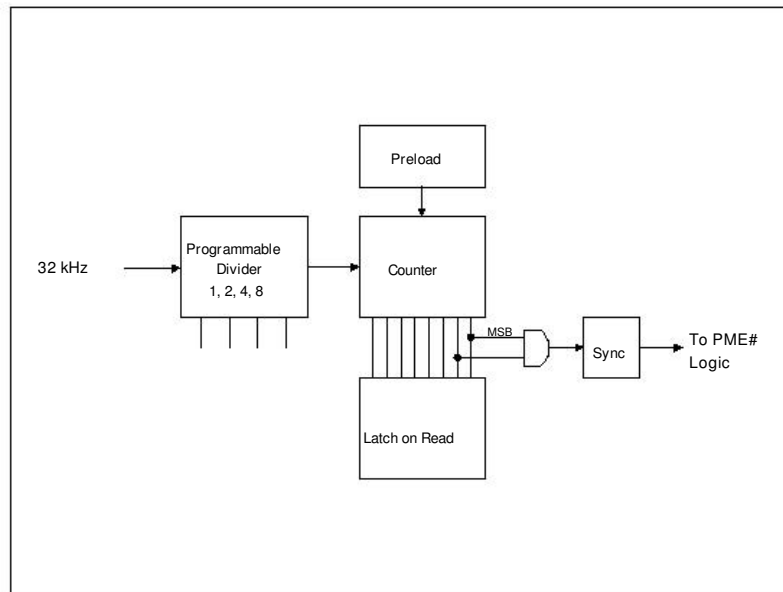 Preload
32 kHz
Programmable
Divider
1, 2, 4, 8
Counter
MSB
Sync
To PME#
Logic
Latch on Read